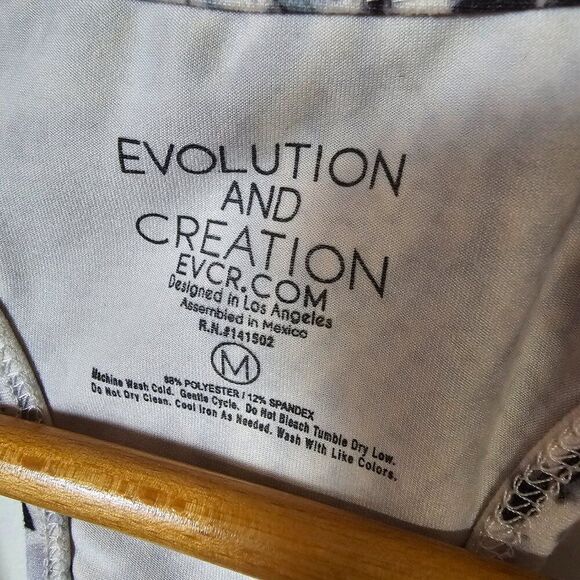 EVOLUTION
AND
CREATION
EVCR.COM
Designed in Los Angeles
Assembled in Mexico
R.N.#141502
M
88% POLYESTER / 12% SPANDEX
Machine Wash Cold. Gentle Cycle. Do Not Bleach Tumble Dry Low.
Do Not Dry Clean. Cool Iron As Needed. Wash With Like Colors.